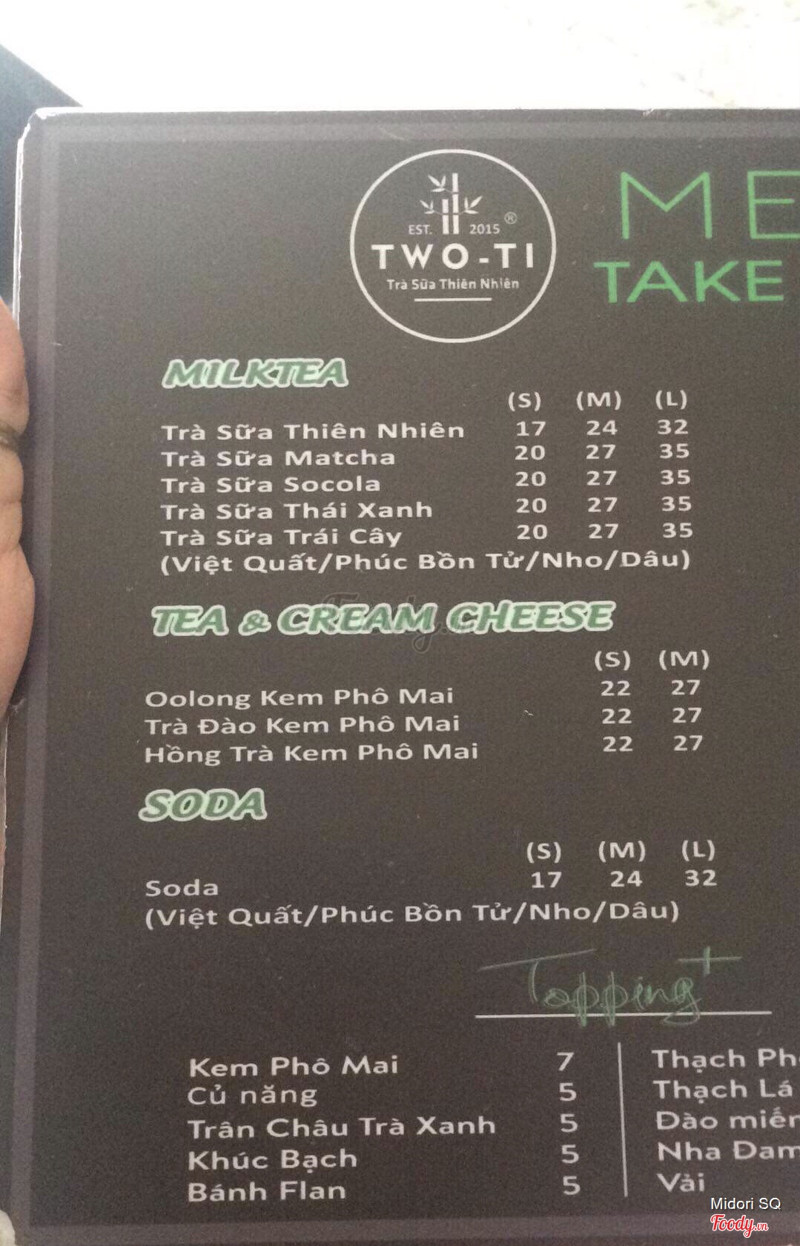 EST. 2015 ®
TWO-TI
Trà Sữa Thiên Nhiên
TAKE
MILKTEA
(S) (M) (L)
Trà Sữa Thiên Nhiên 17 24 32
Trà Sữa Matcha 20 27 35
Trà Sữa Socola 20 27 35
Trà Sữa Thái Xanh 20 27 35
Trà Sữa Trái Cây 20 27 35
(Việt Quất/Phúc Bồn Tử/Nho/Dâu)
TEA & CREAM CHEESE
(S) (M)
Oolong Kem Phô Mai 22 27
Trà Đào Kem Phô Mai 22 27
Hồng Trà Kem Phô Mai 22 27
SODA
(S) (M) (L)
Soda 17 24 32
(Việt Quất/Phúc Bồn Tử/Nho/Dâu)
Topping+
Kem Phô Mai 7
Củ năng 5
Trân Châu Trà Xanh 5
Khúc Bạch 5
Bánh Flan 5
Thạch
Thạch Lá
Đào
Nha Đam
Vải
Midori SQ
Foody.vn